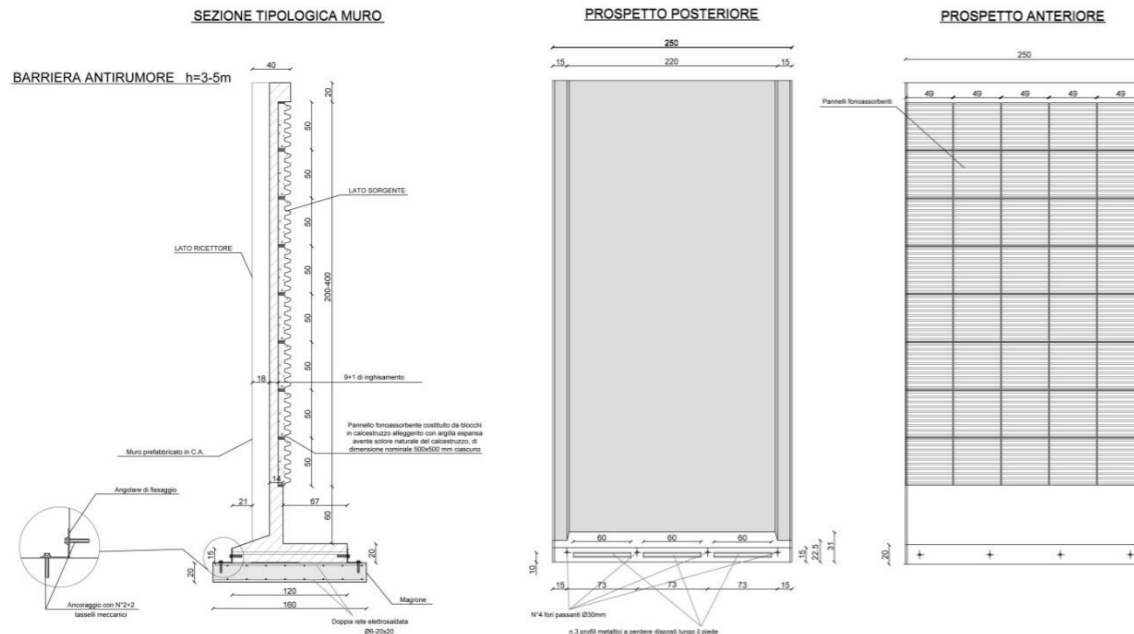 SEZIONE TIPOLOGICA MURO
PROSPETTO POSTERIORE
PROSPETTO ANTERIORE
BARRIERA ANTIRUMORE h=3-5m
40
20
50
50
50
50
50
50
50
50
200-400
60
LATO SORGENTE
LATO RICETTORE
18
9+1 di inghisamento
Pannello fonoassorbente costituito da blocchi
in calcestruzzo alleggerito con argilla espansa
avente solore naturale del calcestruzzo, di
dimensione nominale 500x500 mm ciascuno
Muro prefabbricato in C.A.
14
Angolare di fissaggio
21
67
15
20
20
120
160
Magrone
Ancoraggio con N°2+2
tasselli meccanici
Doppia rete elettrosaldata
Ø6-20x20
250
15
220
15
60
60
60
10
15
22.5
31
15
73
73
73
15
N°4 fori passanti Ø30mm
n.3 profili metallici a perdere disposti lungo il piede
250
49
49
49
49
49
Pannelli fonoassorbenti
20